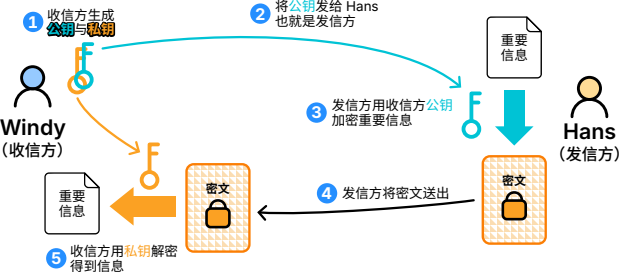 1 收信方生成
公钥与私钥
2 将公钥发给 Hans
也就是发信方
重要
信息
3 发信方用收信方公钥
加密重要信息
Windy
（收信方）
Hans
（发信方）
密文
4 发信方将密文送出
密文
重要
信息
5 收信方用私钥解密
得到信息